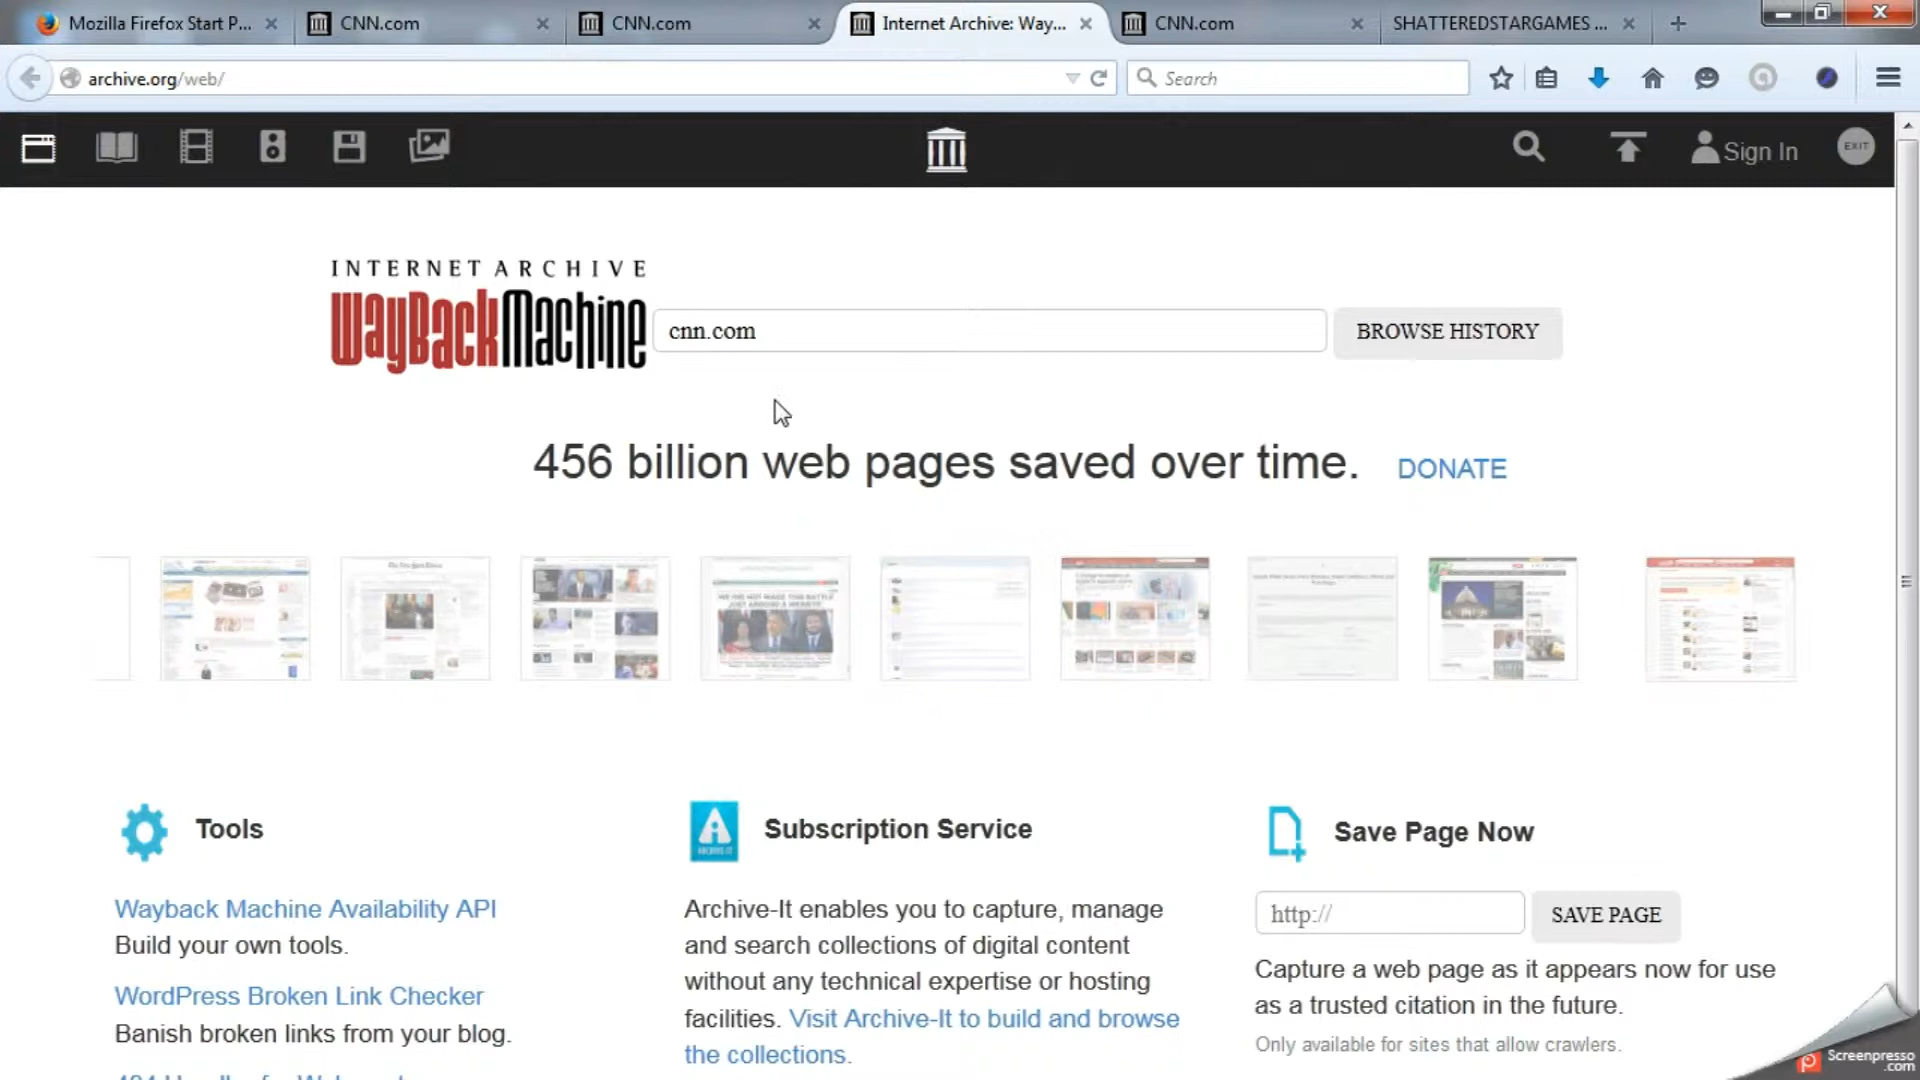 Mozilla Firefox Start P...
CNN.com
CNN.com
Internet Archive: Way...
CNN.com
SHATTEREDSTARGAMES ...
archive.org/web/
Search
Sign In
EXIT
INTERNET ARCHIVE
WayBackMachine
cnn.com
BROWSE HISTORY
456 billion web pages saved over time.
DONATE
Tools
Wayback Machine Availability API
Build your own tools.
WordPress Broken Link Checker
Banish broken links from your blog.
ARCHIVE-IT
Subscription Service
Archive-It enables you to capture, manage
and search collections of digital content
without any technical expertise or hosting
facilities. Visit Archive-It to build and browse
the collections.
Save Page Now
http://
SAVE PAGE
Capture a web page as it appears now for use
as a trusted citation in the future.
Only available for sites that allow crawlers.
Screenpresso
.com